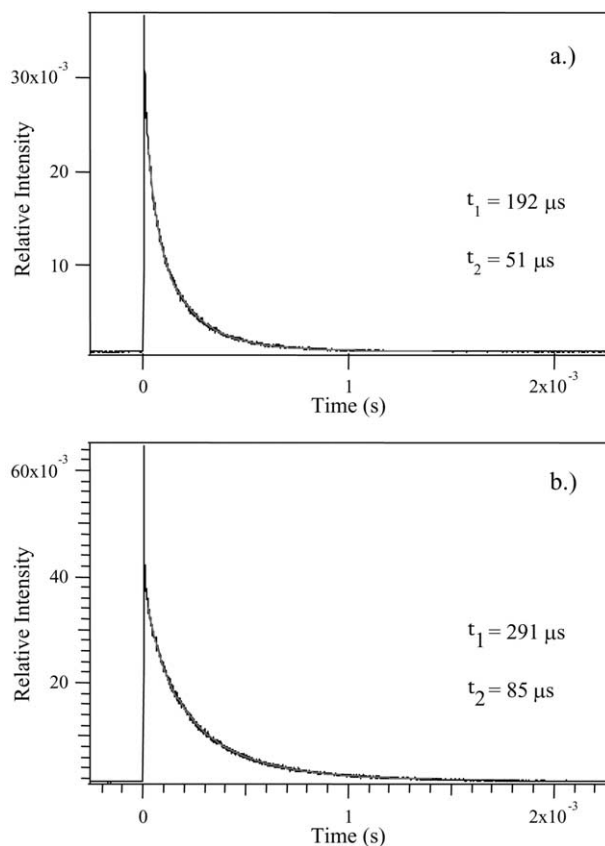 a.)
30x10⁻³
20
10
Relative Intensity
t₁ = 192 μs
t₂ = 51 μs
0
1
2x10⁻³
Time (s)
b.)
60x10⁻³
40
20
Relative Intensity
t₁ = 291 μs
t₂ = 85 μs
0
1
2x10⁻³
Time (s)